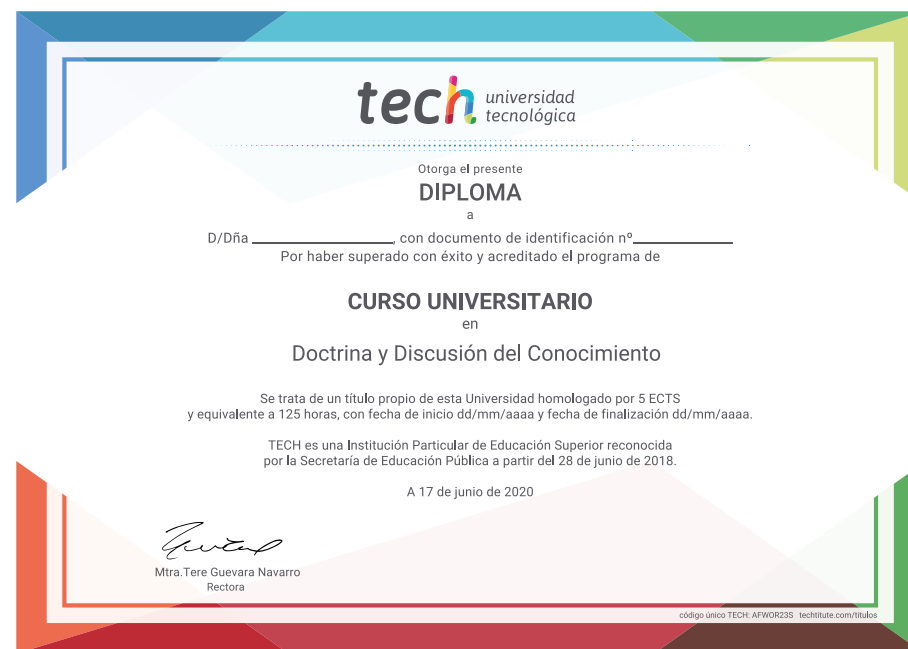 tech universidad
tecnológica
Otorga el presente
DIPLOMA
a
D/Dña ____________________, con documento de identificación nº______________
Por haber superado con éxito y acreditado el programa de
CURSO UNIVERSITARIO
en
Doctrina y Discusión del Conocimiento
Se trata de un título propio de esta Universidad homologado por 5 ECTS
y equivalente a 125 horas, con fecha de inicio dd/mm/aaaa y fecha de finalización dd/mm/aaaa.
TECH es una Institución Particular de Educación Superior reconocida
por la Secretaría de Educación Pública a partir del 28 de junio de 2018.
A 17 de junio de 2020
Mtra.Tere Guevara Navarro
Rectora
código único TECH: AFWOR23S techtitute.com/titulos